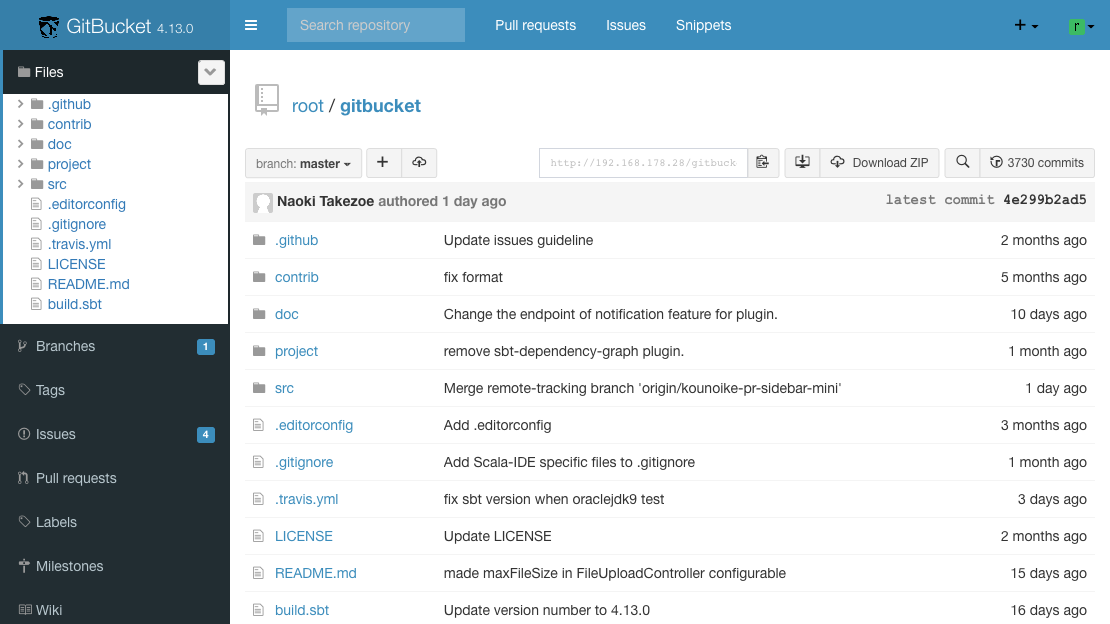 GitBucket 4.13.0
Search repository
Pull requests
Issues
Snippets
r
Files
.github
contrib
doc
project
src
.editorconfig
.gitignore
.travis.yml
LICENSE
README.md
build.sbt
Branches 1
Tags
Issues 4
Pull requests
Labels
Milestones
Wiki
root / gitbucket
branch: master
http://192.168.178.28/gitbuck
Download ZIP
3730 commits
Naoki Takezoe authored 1 day ago
latest commit 4e299b2ad5
.github Update issues guideline 2 months ago
contrib fix format 5 months ago
doc Change the endpoint of notification feature for plugin. 10 days ago
project remove sbt-dependency-graph plugin. 1 month ago
src Merge remote-tracking branch 'origin/kounoike-pr-sidebar-mini' 1 day ago
.editorconfig Add .editorconfig 3 months ago
.gitignore Add Scala-IDE specific files to .gitignore 1 month ago
.travis.yml fix sbt version when oraclejdk9 test 3 days ago
LICENSE Update LICENSE 2 months ago
README.md made maxFileSize in FileUploadController configurable 15 days ago
build.sbt Update version number to 4.13.0 16 days ago